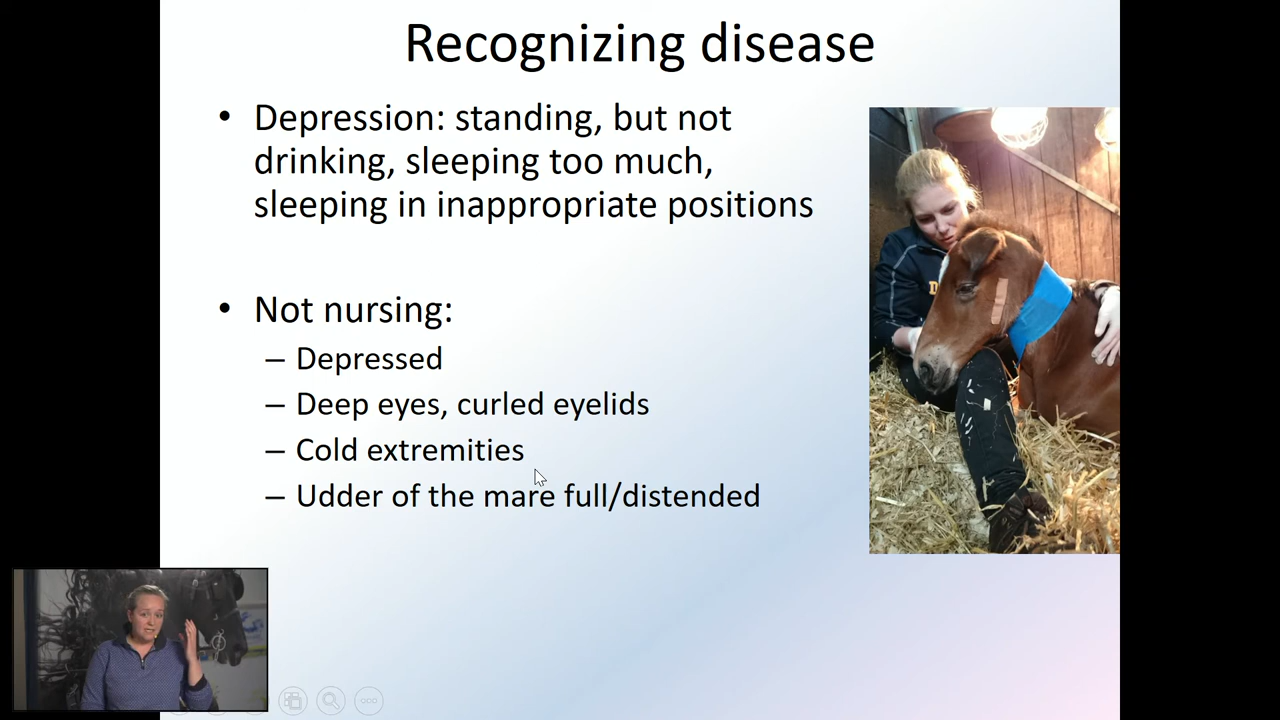 Recognizing disease
• Depression: standing, but not
drinking, sleeping too much,
sleeping in inappropriate positions
• Not nursing:
– Depressed
– Deep eyes, curled eyelids
– Cold extremities
– Udder of the mare full/distended